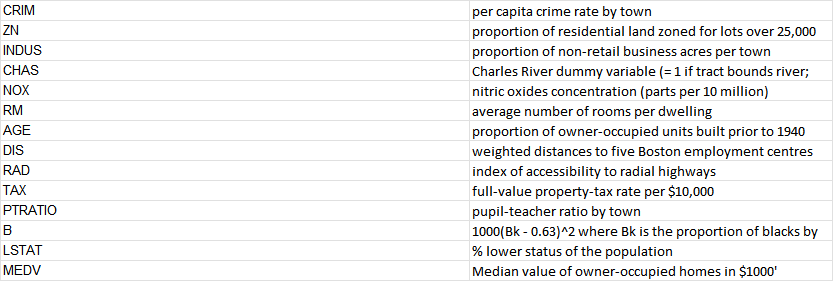 CRIM per capita crime rate by town
ZN proportion of residential land zoned for lots over 25,000
INDUS proportion of non-retail business acres per town
CHAS Charles River dummy variable (= 1 if tract bounds river;
NOX nitric oxides concentration (parts per 10 million)
RM average number of rooms per dwelling
AGE proportion of owner-occupied units built prior to 1940
DIS weighted distances to five Boston employment centres
RAD index of accessibility to radial highways
TAX full-value property-tax rate per $10,000
PTRATIO pupil-teacher ratio by town
B 1000(Bk - 0.63)^2 where Bk is the proportion of blacks by
LSTAT % lower status of the population
MEDV Median value of owner-occupied homes in $1000'